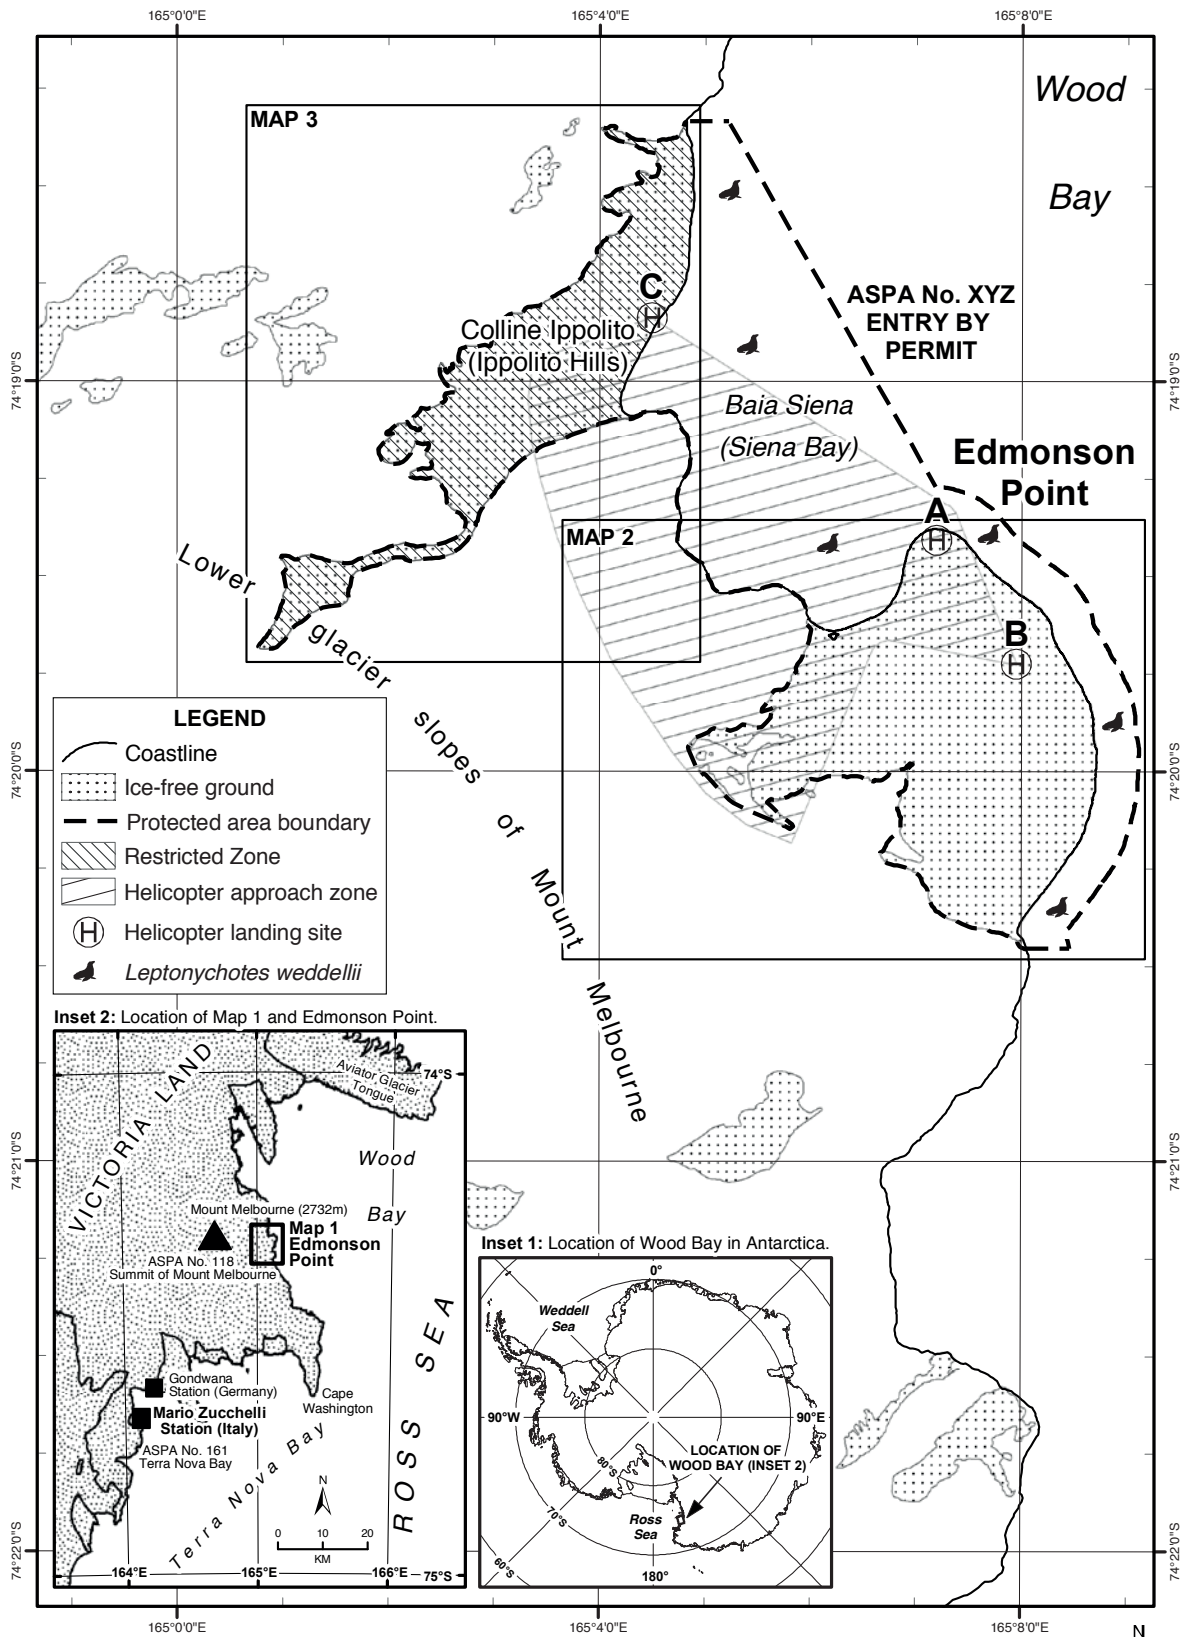 165°0'0"E
165°4'0"E
165°8'0"E
Wood
Bay
MAP 3
C
H
Colline Ippolito
(Ippolito Hills)
ASPA No. XYZ
ENTRY BY
PERMIT
74°19'0"S
74°19'0"S
Baia Siena
(Siena Bay)
Edmonson
Point
A
H
MAP 2
B
H
Lower
glacier
slopes
of
Mount
Melbourne
LEGEND
Coastline
Ice-free ground
Protected area boundary
Restricted Zone
Helicopter approach zone
H
Helicopter landing site
Leptonychotes weddellii
74°20'0"S
74°20'0"S
Inset 2: Location of Map 1 and Edmonson Point.
VICTORIA LAND
Aviator Glacier
Tongue
74°S
Wood
Bay
Mount Melbourne (2732m)
Map 1
Edmonson
Point
ASPA No. 118
Summit of Mount Melbourne
ROSS SEA
Gondwana
Station (Germany)
Cape
Washington
Mario Zucchelli
Station (Italy)
ASPA No. 161
Terra Nova Bay
Terra Nova Bay
N
0 10 20
KM
164°E
165°E
166°E
75°S
74°21'0"S
74°21'0"S
Inset 1: Location of Wood Bay in Antarctica.
0°
Weddell
Sea
90°W
90°E
LOCATION OF
WOOD BAY (INSET 2)
80°S
70°S
60°S
Ross
Sea
180°
74°22'0"S
74°22'0"S
165°0'0"E
165°4'0"E
165°8'0"E
N